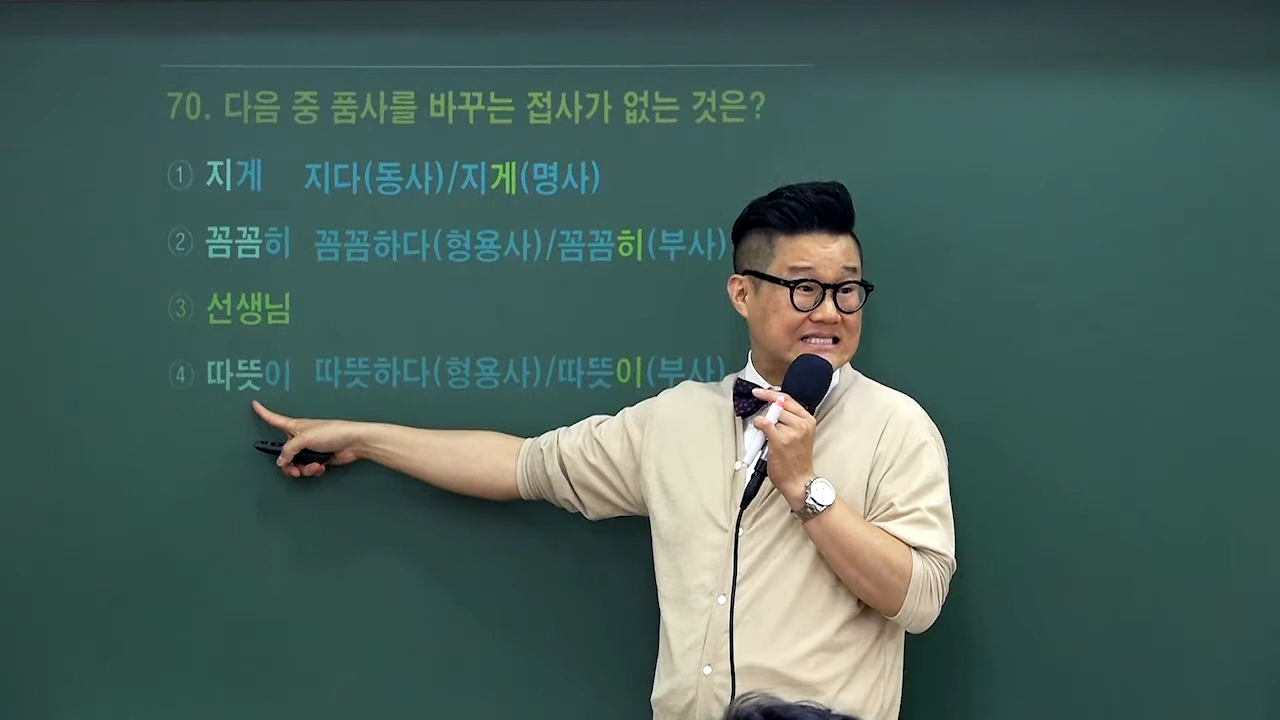 70. 다음 중 품사를 바꾸는 접사가 없는 것은?
① 지게 지다(동사)/지게(명사)
② 꼼꼼히 꼼꼼하다(형용사)/꼼꼼히(부사)
③ 선생님
④ 따뜻이 따뜻하다(형용사)/따뜻이(부사)